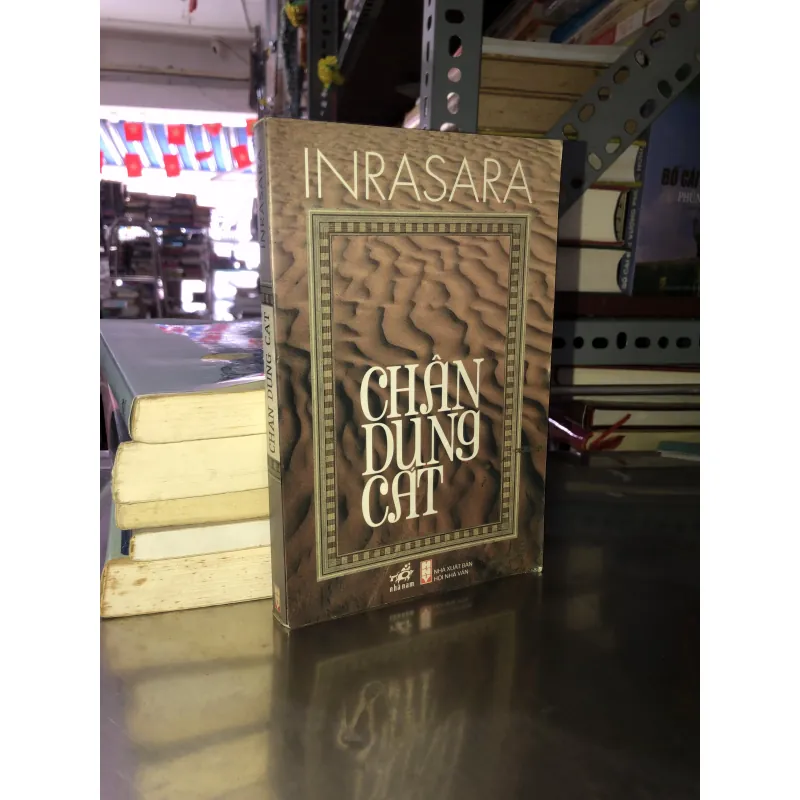 INRASARA
CHÂN
DUNG
CÁT
nhã nam
NHÀ XUẤT BẢN
HỘI NHÀ VĂN
CHÂN DUNG CÁT